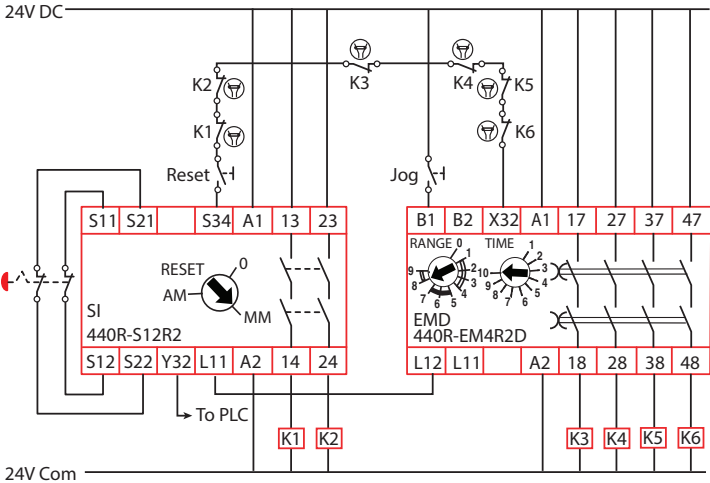 24V DC
K2
K3
K4
K5
K1
K6
Reset
Jog
S11 S21 S34 A1 13 23
B1 B2 X32 A1 17 27 37 47
RESET
0
AM
MM
SI
440R-S12R2
RANGE 0 1 2 3 4 5 6 7 8 9
TIME 1 2 3 4 5 6 7 8 9 10
EMD
440R-EM4R2D
S12 S22 Y32 L11 A2 14 24
L12 L11 A2 18 28 38 48
To PLC
K1 K2
K3 K4 K5 K6
24V Com